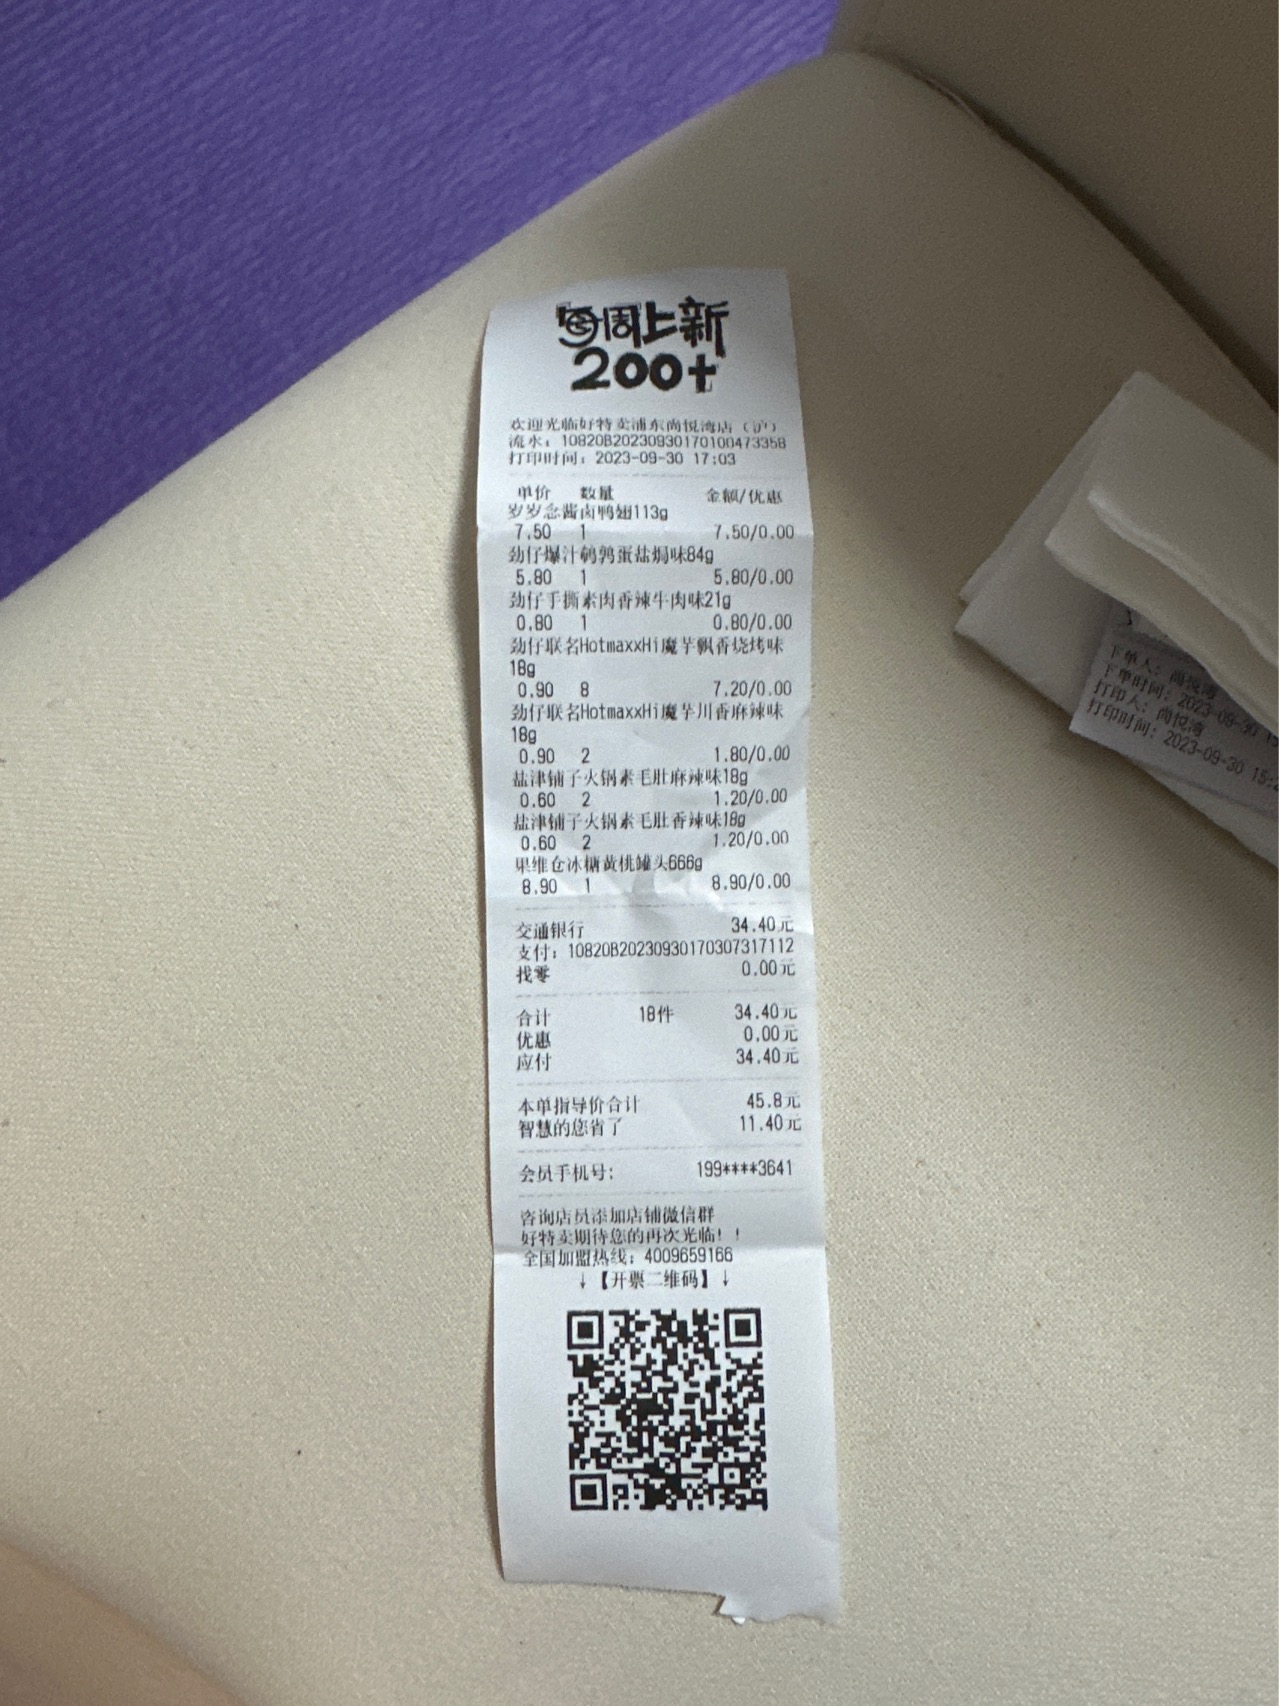 每周上新
200+
欢迎光临好特卖浦东尚悦湾店（沪）
流水：10820B20230930170100473358
打印时间：2023-09-30 17:03
单价 数量 金额/优惠
岁岁念酱卤鸭翅113g
7.50 1 7.50/0.00
劲仔爆汁鹌鹑蛋盐焗味84g
5.80 1 5.80/0.00
劲仔手撕素肉香辣牛肉味21g
0.80 1 0.80/0.00
劲仔联名HotmaxxHi魔芋飘香烧烤味
18g
0.90 8 7.20/0.00
劲仔联名HotmaxxHi魔芋川香麻辣味
18g
0.90 2 1.80/0.00
盐津铺子火锅素毛肚麻辣味18g
0.60 2 1.20/0.00
盐津铺子火锅素毛肚香辣味18g
0.60 2 1.20/0.00
果维仓冰糖黄桃罐头666g
8.90 1 8.90/0.00
交通银行 34.40元
支付：10820B20230930170307317112
找零 0.00元
合计 18件 34.40元
优惠 0.00元
应付 34.40元
本单指导价合计 45.8元
智慧的您省了 11.40元
会员手机号: 199****3641
咨询店员添加店铺微信群
好特卖期待您的再次光临！！
全国加盟热线：4009659166
↓【开票二维码】↓
下单人：尚悦湾
下单时间：2023-09-30
打印人：尚悦湾
打印时间：2023-09-30 15: